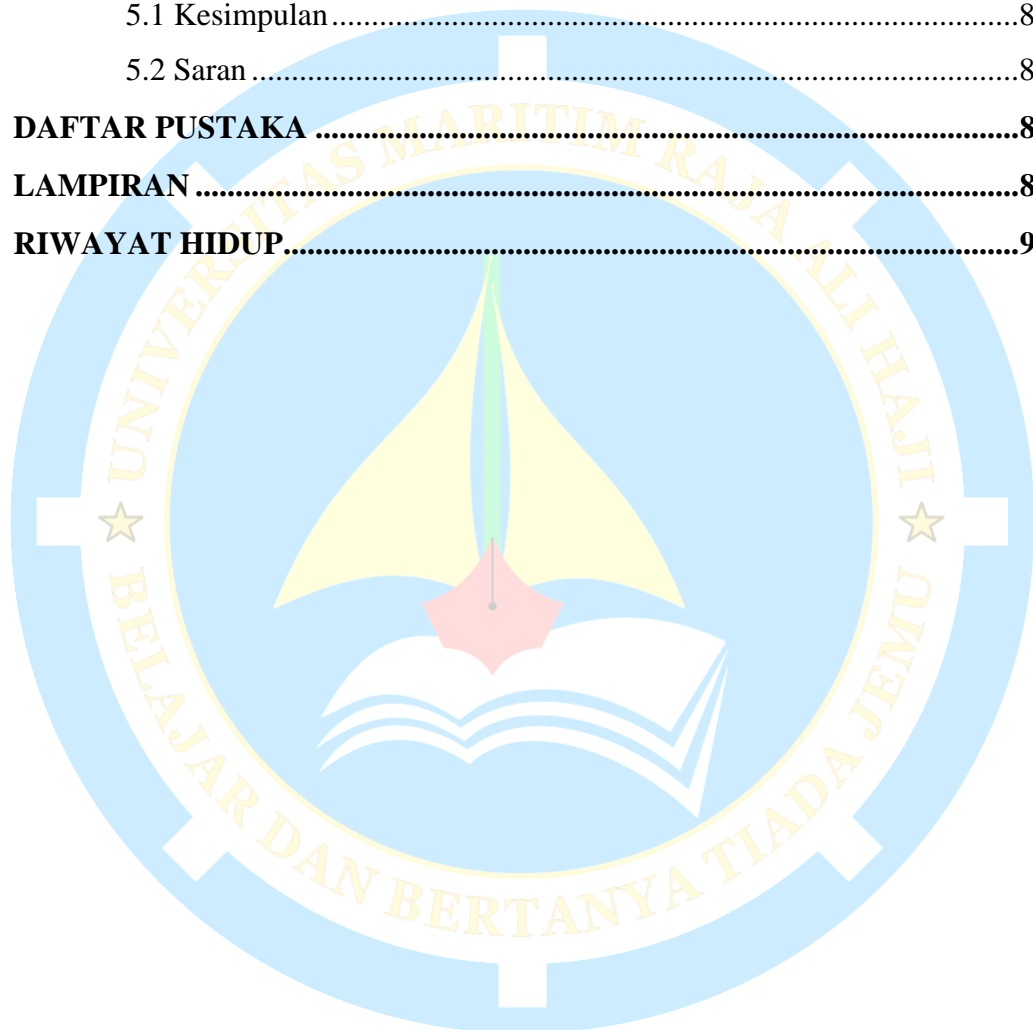 5.1 Kesimpulan................................................................................................8
5.2 Saran ..........................................................................................................8
DAFTAR PUSTAKA ..............................................................................................8
LAMPIRAN ..............................................................................................................8
RIWAYAT HIDUP..................................................................................................9
UNIVERSITAS MARITIM RAJA ALI HAJI
BELAJAR DAN BERTANYA TIADA JEMU